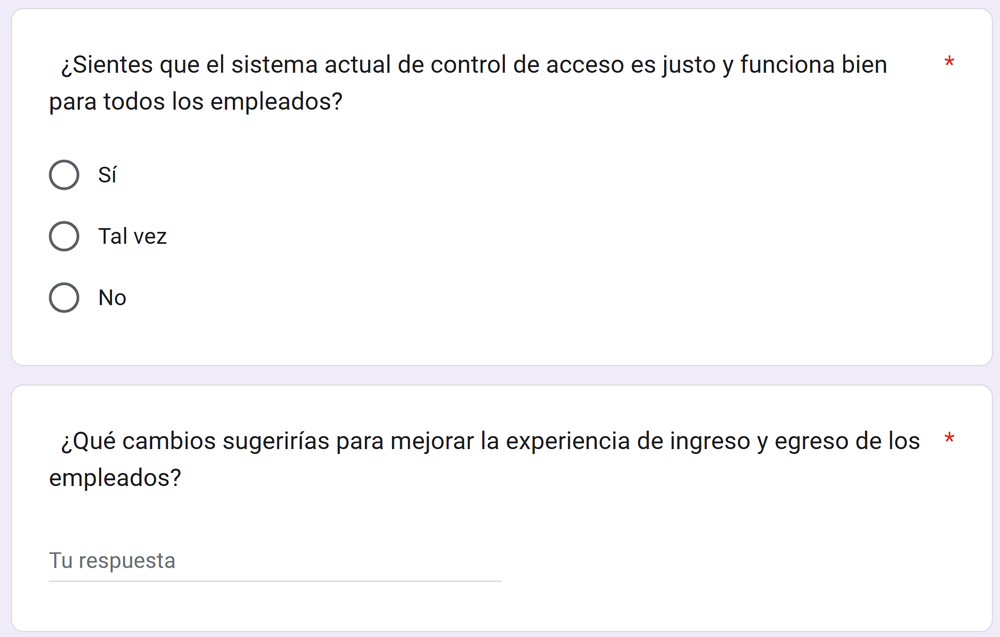 ¿Sientes que el sistema actual de control de acceso es justo y funciona bien *
para todos los empleados?
Sí
Tal vez
No
¿Qué cambios sugerirías para mejorar la experiencia de ingreso y egreso de los *
empleados?
Tu respuesta